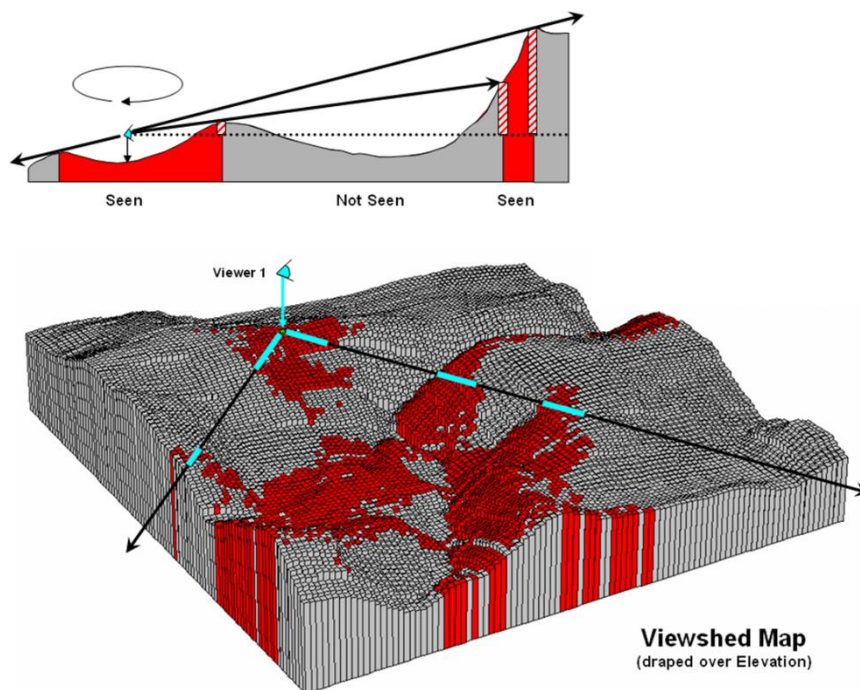 Seen
Not Seen
Seen
Viewer 1
Viewshed Map
(draped over Elevation)